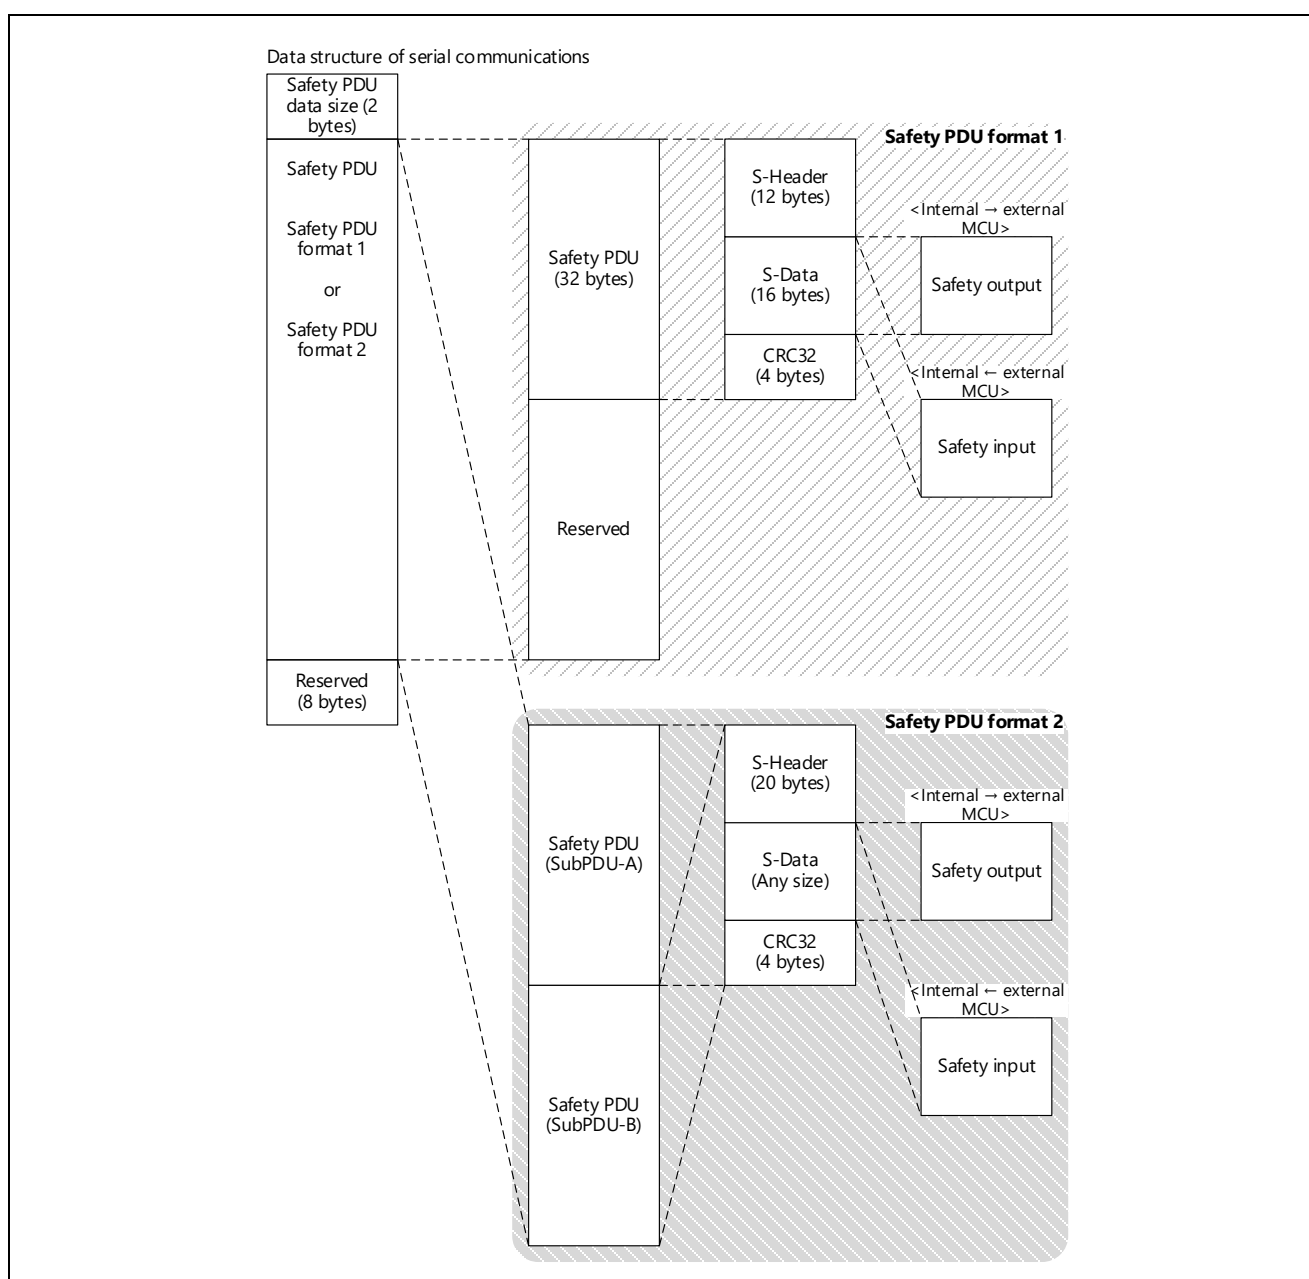 Data structure of serial communications
Safety PDU
data size (2
bytes)
Safety PDU
Safety PDU
format 1
or
Safety PDU
format 2
Reserved
(8 bytes)
Safety PDU format 1
Safety PDU
(32 bytes)
Reserved
S-Header
(12 bytes)
S-Data
(16 bytes)
CRC32
(4 bytes)
<Internal → external
MCU>
Safety output
<Internal ← external
MCU>
Safety input
Safety PDU format 2
Safety PDU
(SubPDU-A)
Safety PDU
(SubPDU-B)
S-Header
(20 bytes)
S-Data
(Any size)
CRC32
(4 bytes)
<Internal → external
MCU>
Safety output
<Internal ← external
MCU>
Safety input